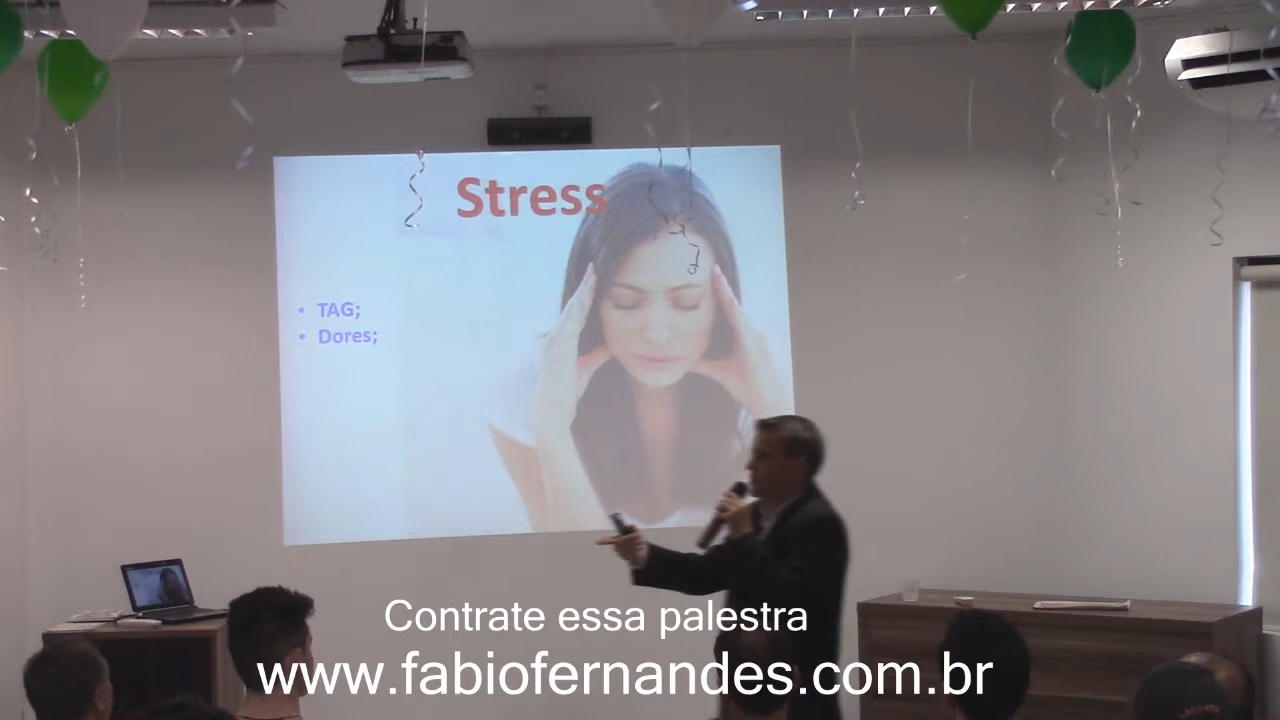 Stress
• TAG;
• Dores;
Contrate essa palestra
www.fabiofernandes.com.br